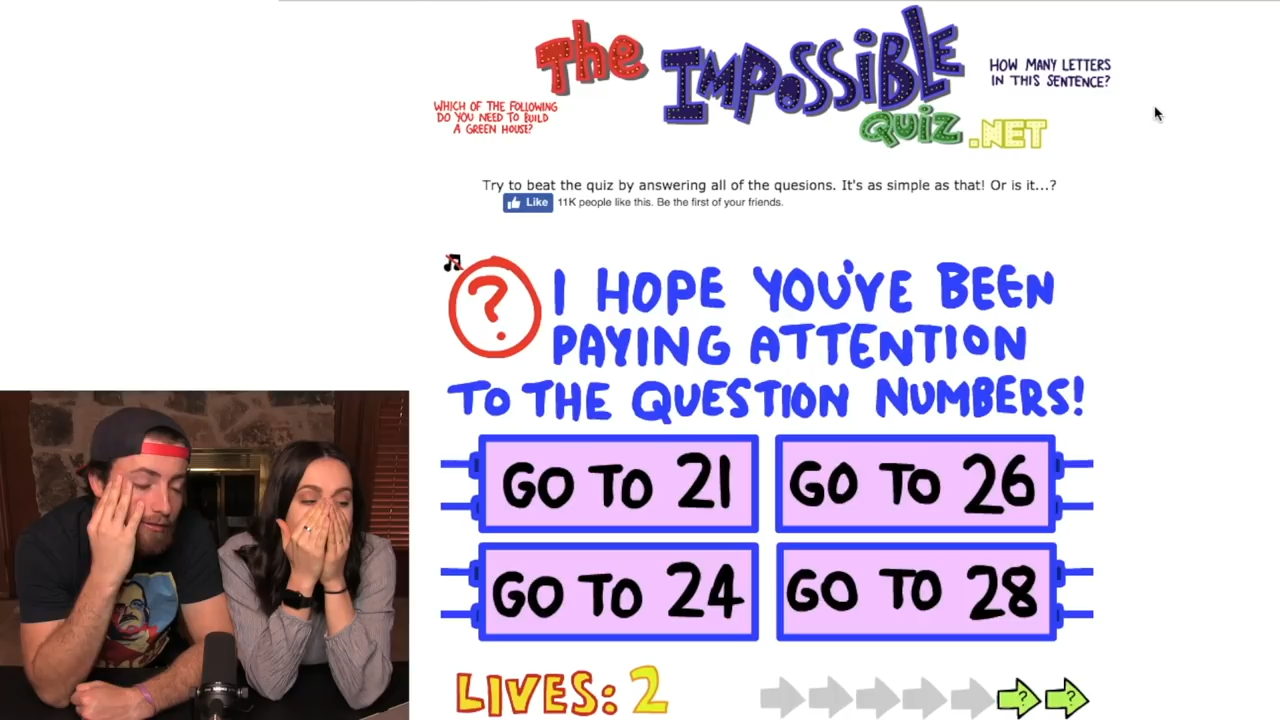 The IMPOSSIBLE
QUIZ.NET
HOW MANY LETTERS
IN THIS SENTENCE?
WHICH OF THE FOLLOWING
DO YOU NEED TO BUILD
A GREEN HOUSE?
Try to beat the quiz by answering all of the quesions. It's as simple as that! Or is it...?
Like 11K people like this. Be the first of your friends.
? I HOPE YOU'VE BEEN
PAYING ATTENTION
TO THE QUESTION NUMBERS!
GO TO 21 GO TO 26
GO TO 24 GO TO 28
LIVES: 2 ? ?